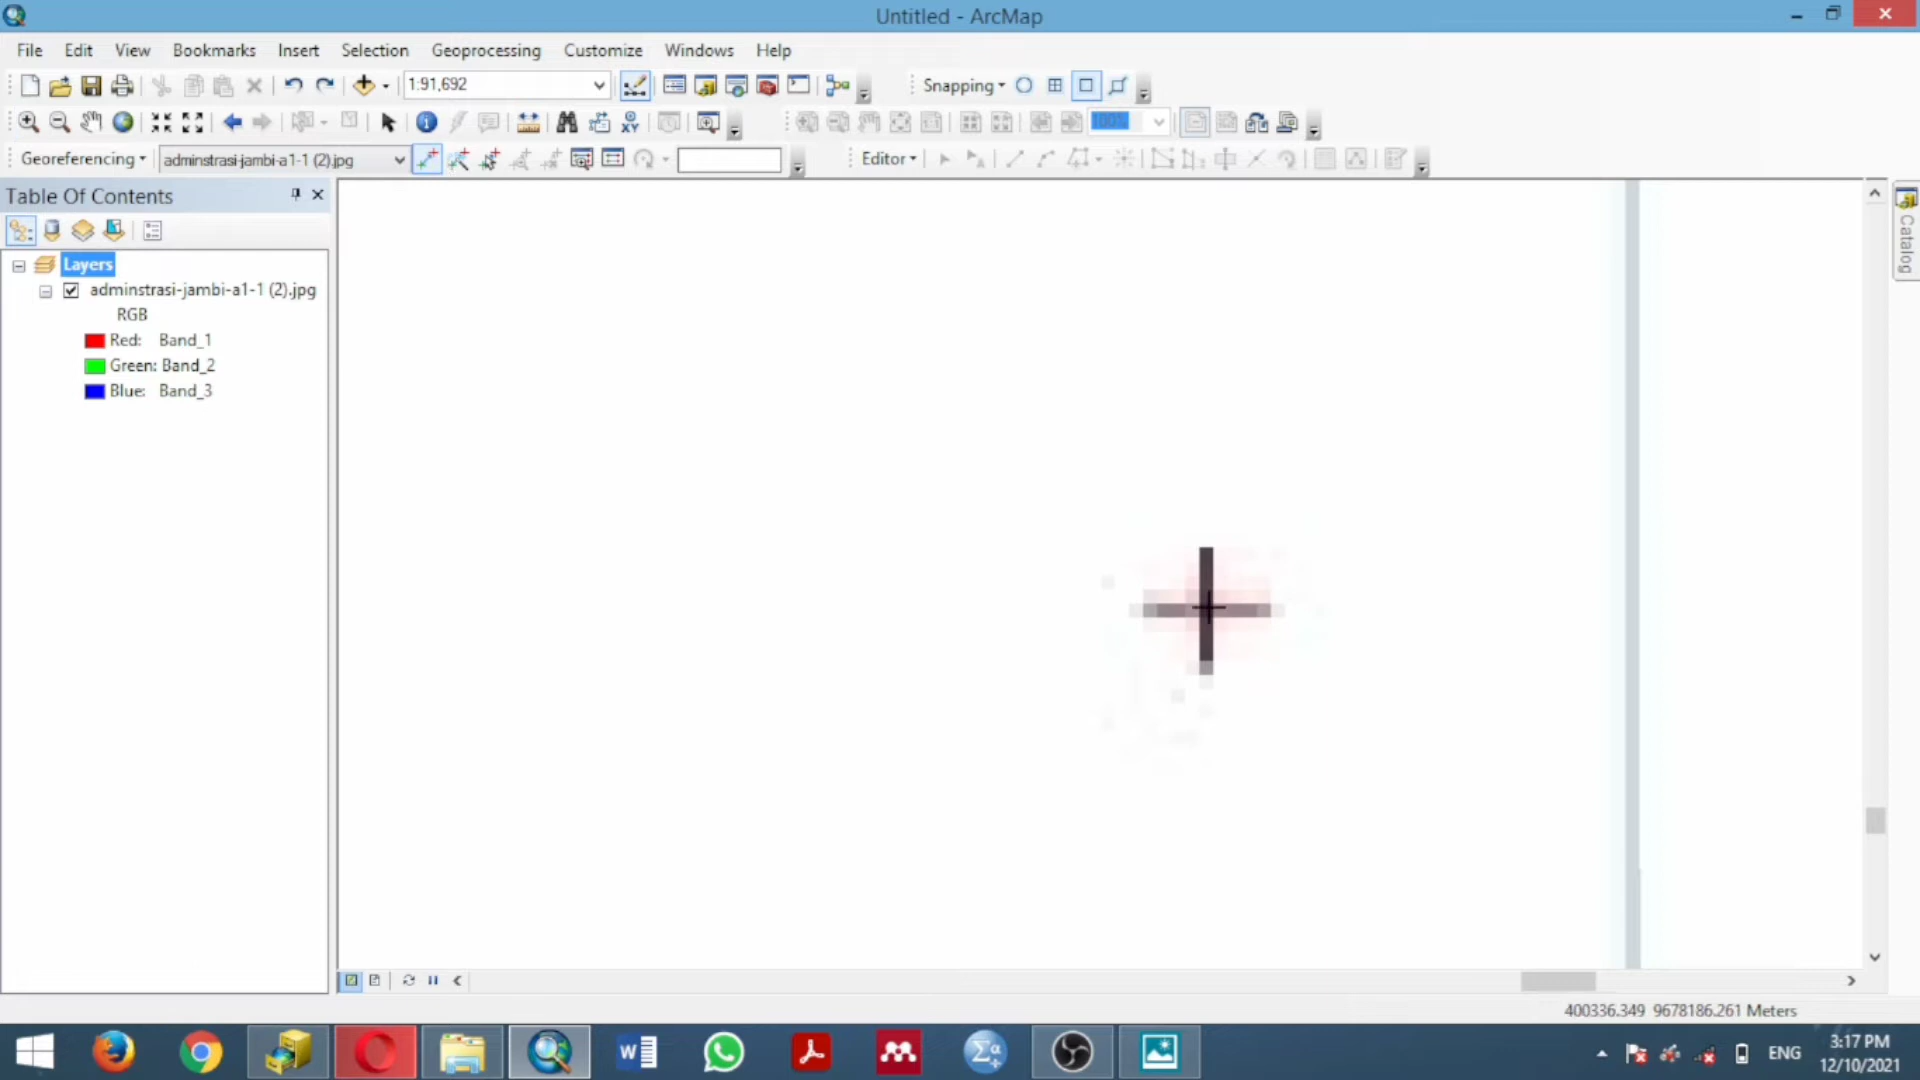 Untitled - ArcMap
File Edit View Bookmarks Insert Selection Geoprocessing Customize Windows Help
1:91,692 Snapping
100%
Georeferencing adminstrasi-jambi-a1-1 (2).jpg Editor
Table Of Contents
Catalog
Layers
adminstrasi-jambi-a1-1 (2).jpg
RGB
Red: Band_1
Green: Band_2
Blue: Band_3
400336.349 9678186.261 Meters
ENG
3:17 PM
12/10/2021